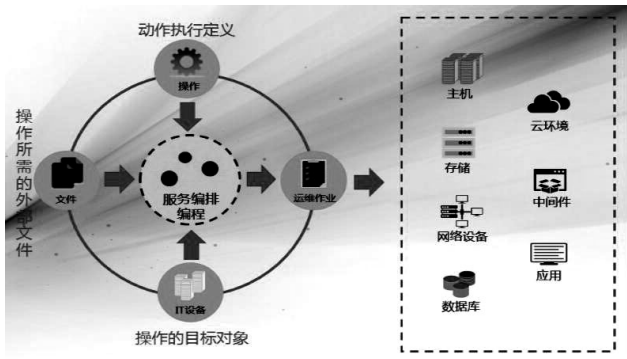 动作执行定义
操作
操作所需的外部文件
文件
服务编排
编程
运维作业
IT设备
操作的目标对象
主机
云环境
存储
中间件
网络设备
应用
数据库